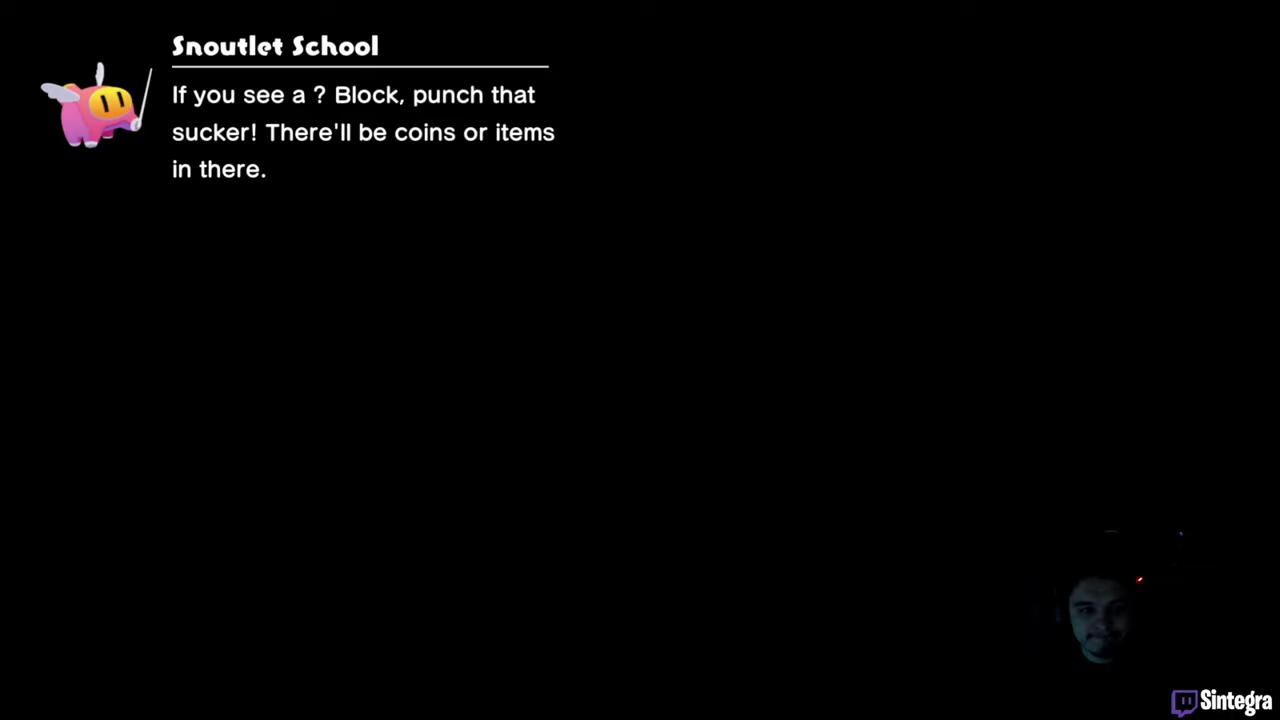 Snoutlet School
If you see a ? Block, punch that
sucker! There'll be coins or items
in there.
Sintegra